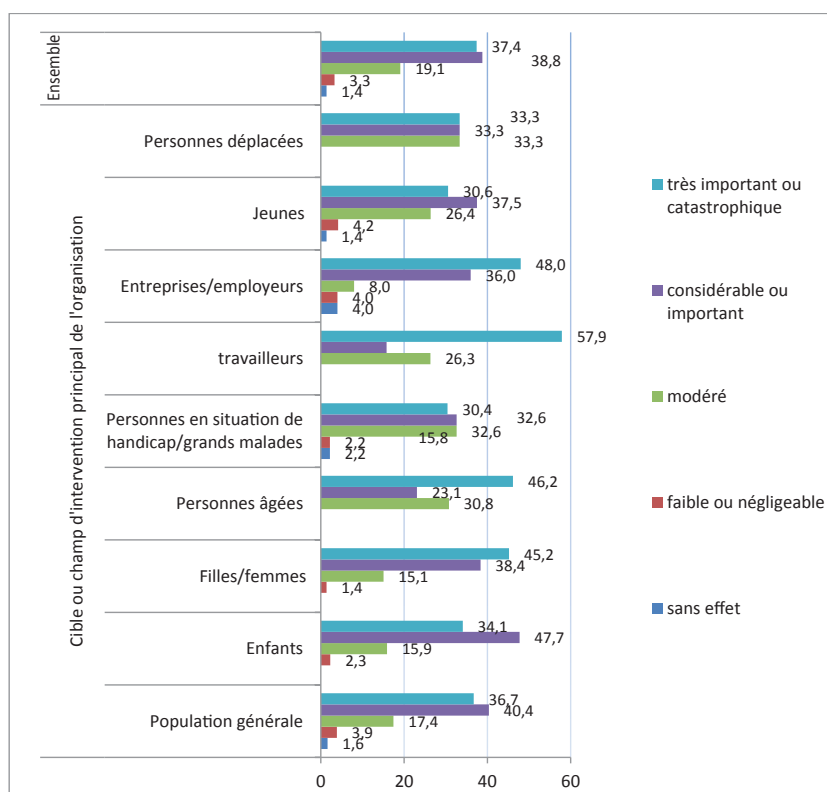 Ensemble
37,4
38,8
19,1
3,3
1,4
Cible ou champ d'intervention principal de l'organisation
Personnes déplacées
33,3
33,3
33,3
Jeunes
30,6
37,5
26,4
4,2
1,4
Entreprises/employeurs
48,0
36,0
8,0
4,0
4,0
travailleurs
57,9
26,3
Personnes en situation de
handicap/grands malades
30,4
32,6
15,8
32,6
2,2
2,2
Personnes âgées
46,2
23,1
30,8
Filles/femmes
45,2
38,4
15,1
1,4
Enfants
34,1
47,7
15,9
2,3
Population générale
36,7
40,4
17,4
3,9
1,6
0
20
40
60
très important ou
catastrophique
considérable ou
important
modéré
faible ou négligeable
sans effet